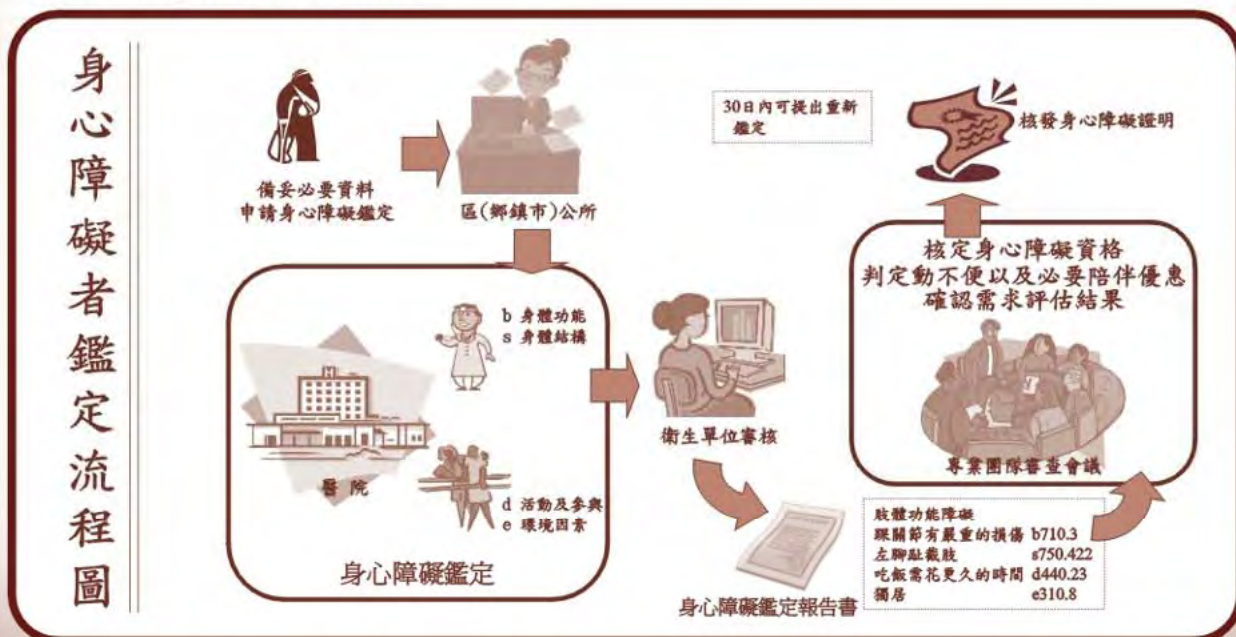 身心障礙者鑑定流程圖
備妥必要資料
申請身心障礙鑑定
區(鄉鎮市)公所
b 身體功能
s 身體結構
醫院
d 活動及參與
e 環境因素
身心障礙鑑定
衛生單位審核
身心障礙鑑定報告書
肢體功能障礙
踝關節有嚴重的損傷 b710.3
左腳趾截肢 s750.422
吃飯需花更久的時間 d440.23
獨居 e310.8
核定身心障礙資格
判定動不便以及必要陪伴優惠
確認需求評估結果
專業團隊審查會議
核發身心障礙證明
30日內可提出重新
鑑定